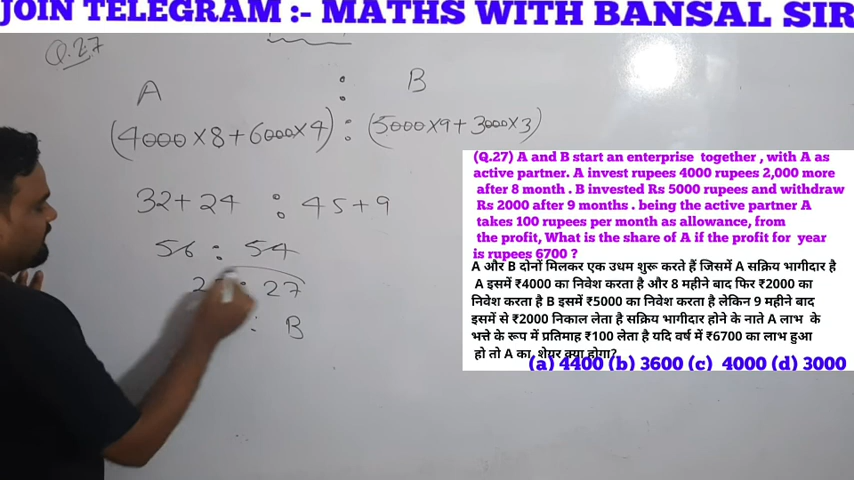 JOIN TELEGRAM :- MATHS WITH BANSAL SIR
Q.27
A : B
(4000×8+6000×4) : (5000×9+3000×3)
32+24 : 45+9
56 : 54
: 27
: B
(Q.27) A and B start an enterprise together , with A as
active partner. A invest rupees 4000 rupees 2,000 more
after 8 month . B invested Rs 5000 rupees and withdraw
Rs 2000 after 9 months . being the active partner A
takes 100 rupees per month as allowance, from
the profit, What is the share of A if the profit for year
is rupees 6700 ?
A और B दोनों मिलकर एक उधम शुरू करते हैं जिसमें A सक्रिय भागीदार है
A इसमें ₹4000 का निवेश करता है और 8 महीने बाद फिर ₹2000 का
निवेश करता है B इसमें ₹5000 का निवेश करता है लेकिन 9 महीने बाद
इसमें से ₹2000 निकाल लेता है सक्रिय भागीदार होने के नाते A लाभ के
भत्ते के रूप में प्रतिमाह ₹100 लेता है यदि वर्ष में ₹6700 का लाभ हुआ
हो तो A का शेयर क्या होगा?
(a) 4400 (b) 3600 (c) 4000 (d) 3000